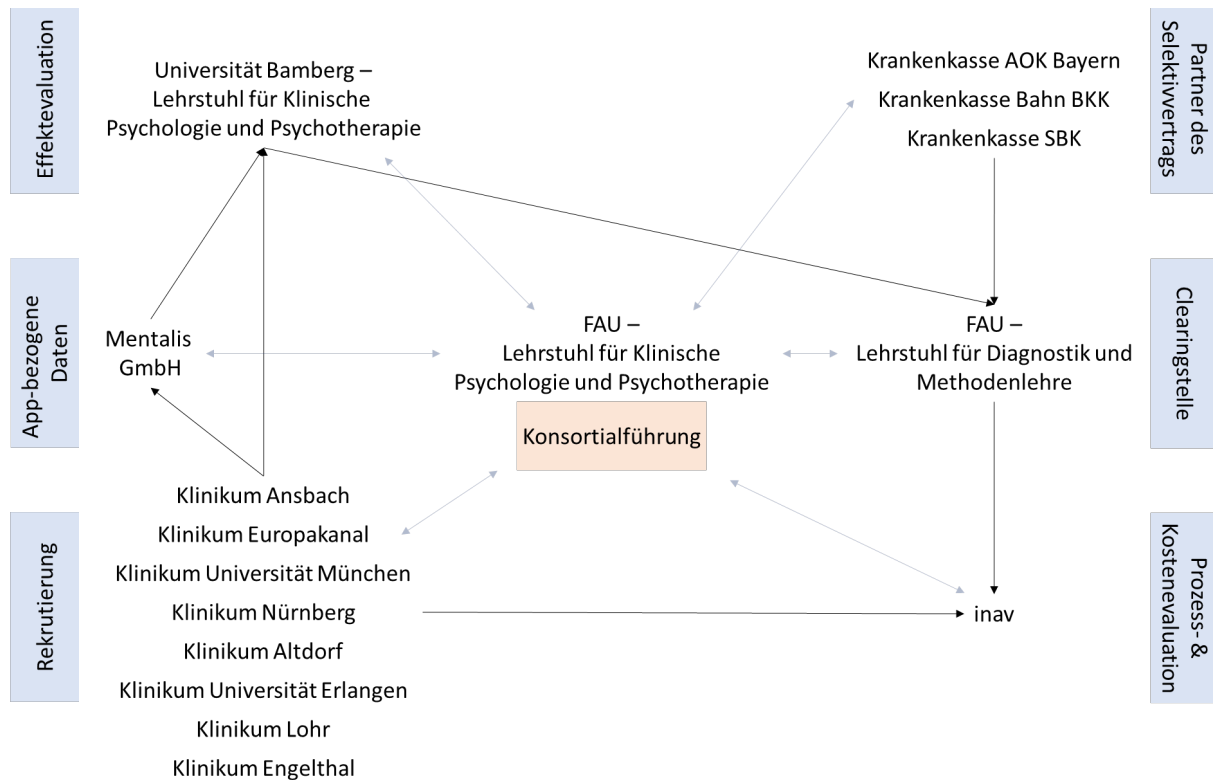 Effektevaluation
Universität Bamberg –
Lehrstuhl für Klinische
Psychologie und Psychotherapie
Krankenkasse AOK Bayern
Krankenkasse Bahn BKK
Krankenkasse SBK
Partner des
Selektivvertrags
App-bezogene
Daten
Mentalis
GmbH
FAU –
Lehrstuhl für Klinische
Psychologie und Psychotherapie
Konsortialführung
FAU –
Lehrstuhl für Diagnostik und
Methodenlehre
Clearingstelle
Rekrutierung
Klinikum Ansbach
Klinikum Europakanal
Klinikum Universität München
Klinikum Nürnberg
Klinikum Altdorf
Klinikum Universität Erlangen
Klinikum Lohr
Klinikum Engelthal
inav
Prozess- &
Kostenevaluation